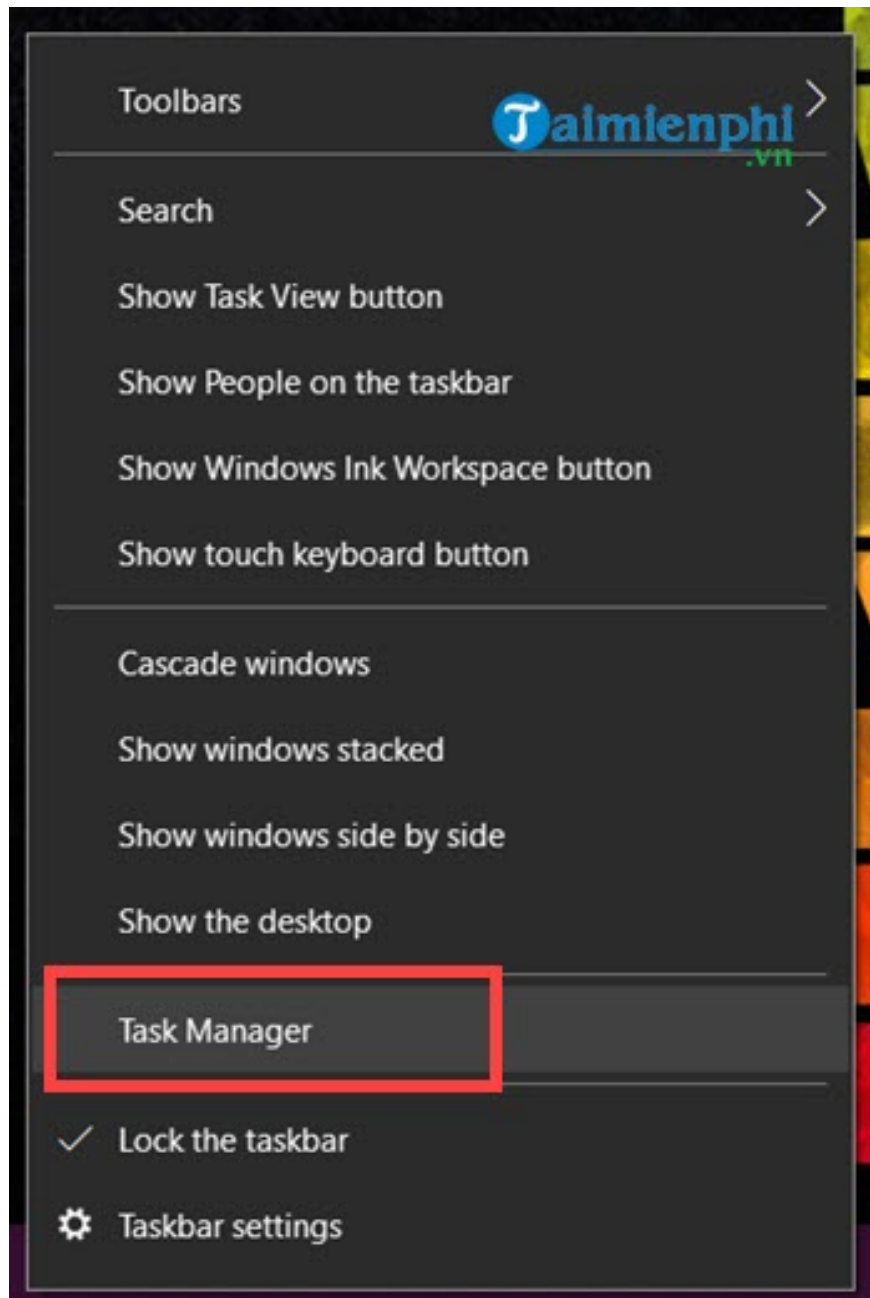 Toolbars
Taimienphi
.vn
Search
Show Task View button
Show People on the taskbar
Show Windows Ink Workspace button
Show touch keyboard button
Cascade windows
Show windows stacked
Show windows side by side
Show the desktop
Task Manager
Lock the taskbar
Taskbar settings